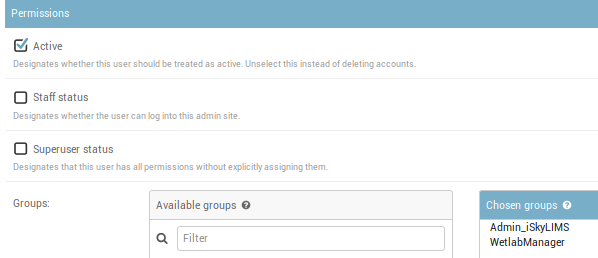 Permissions
Active
Designates whether this user should be treated as active. Unselect this instead of deleting accounts.
Staff status
Designates whether the user can log into this admin site.
Superuser status
Designates that this user has all permissions without explicitly assigning them.
Groups:
Available groups ?
Filter
Chosen groups ?
Admin_iSkyLIMS
WetlabManager